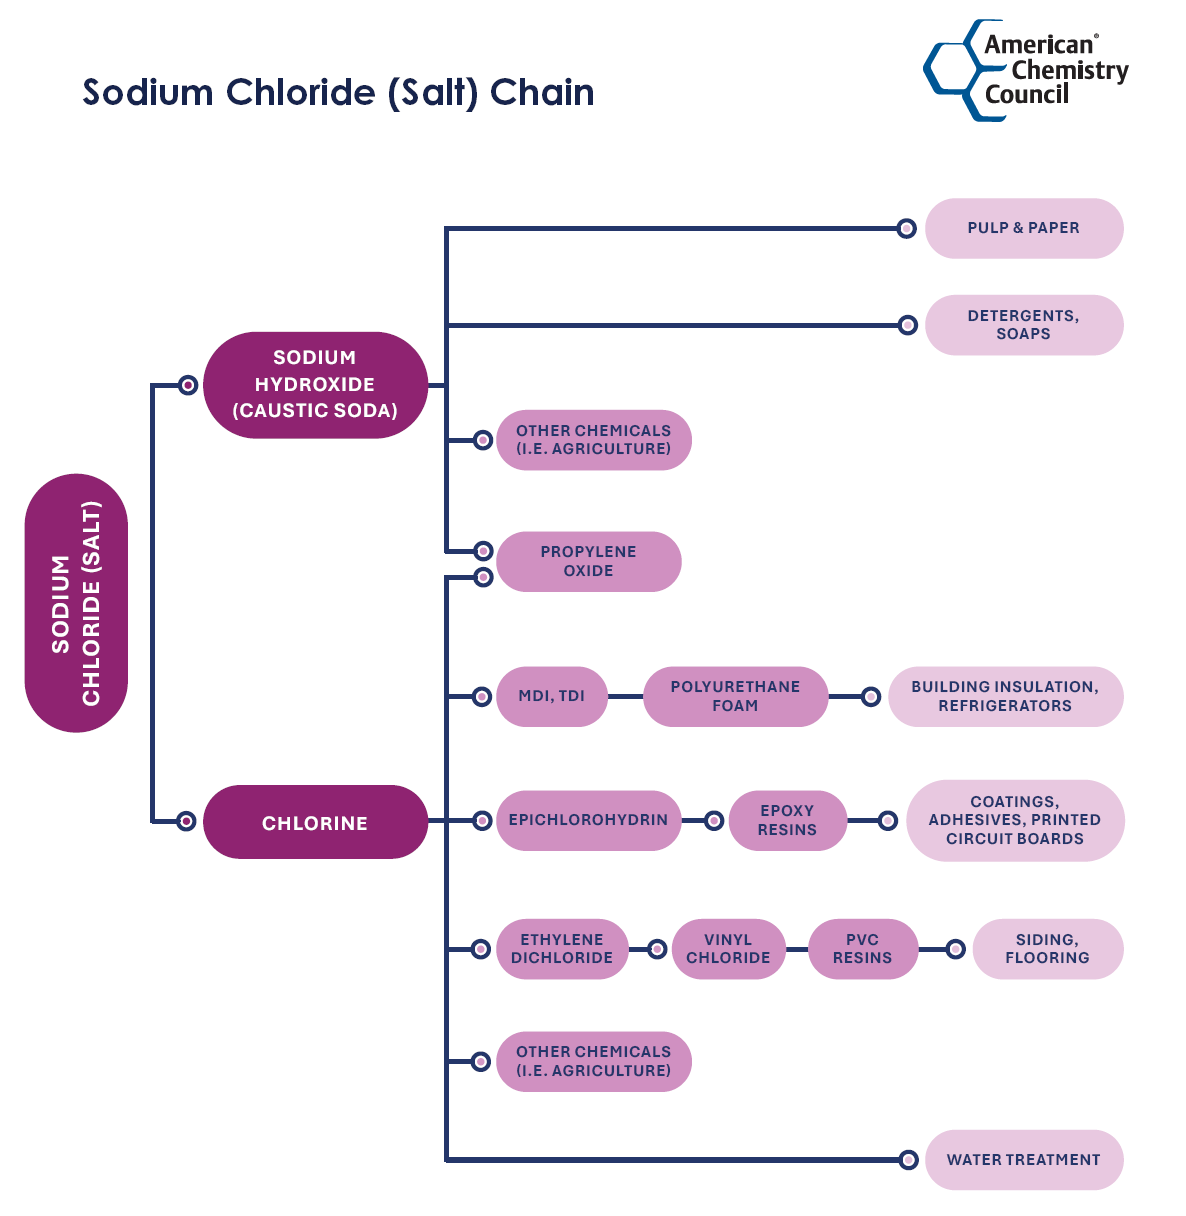 American®
Chemistry
Council
Sodium Chloride (Salt) Chain
PULP & PAPER
DETERGENTS,
SOAPS
SODIUM
HYDROXIDE
(CAUSTIC SODA)
OTHER CHEMICALS
(I.E. AGRICULTURE)
SODIUM
CHLORIDE (SALT)
PROPYLENE
OXIDE
MDI, TDI
POLYURETHANE
FOAM
BUILDING INSULATION,
REFRIGERATORS
CHLORINE
EPICHLOROHYDRIN
EPOXY
RESINS
COATINGS,
ADHESIVES, PRINTED
CIRCUIT BOARDS
ETHYLENE
DICHLORIDE
VINYL
CHLORIDE
PVC
RESINS
SIDING,
FLOORING
OTHER CHEMICALS
(I.E. AGRICULTURE)
WATER TREATMENT